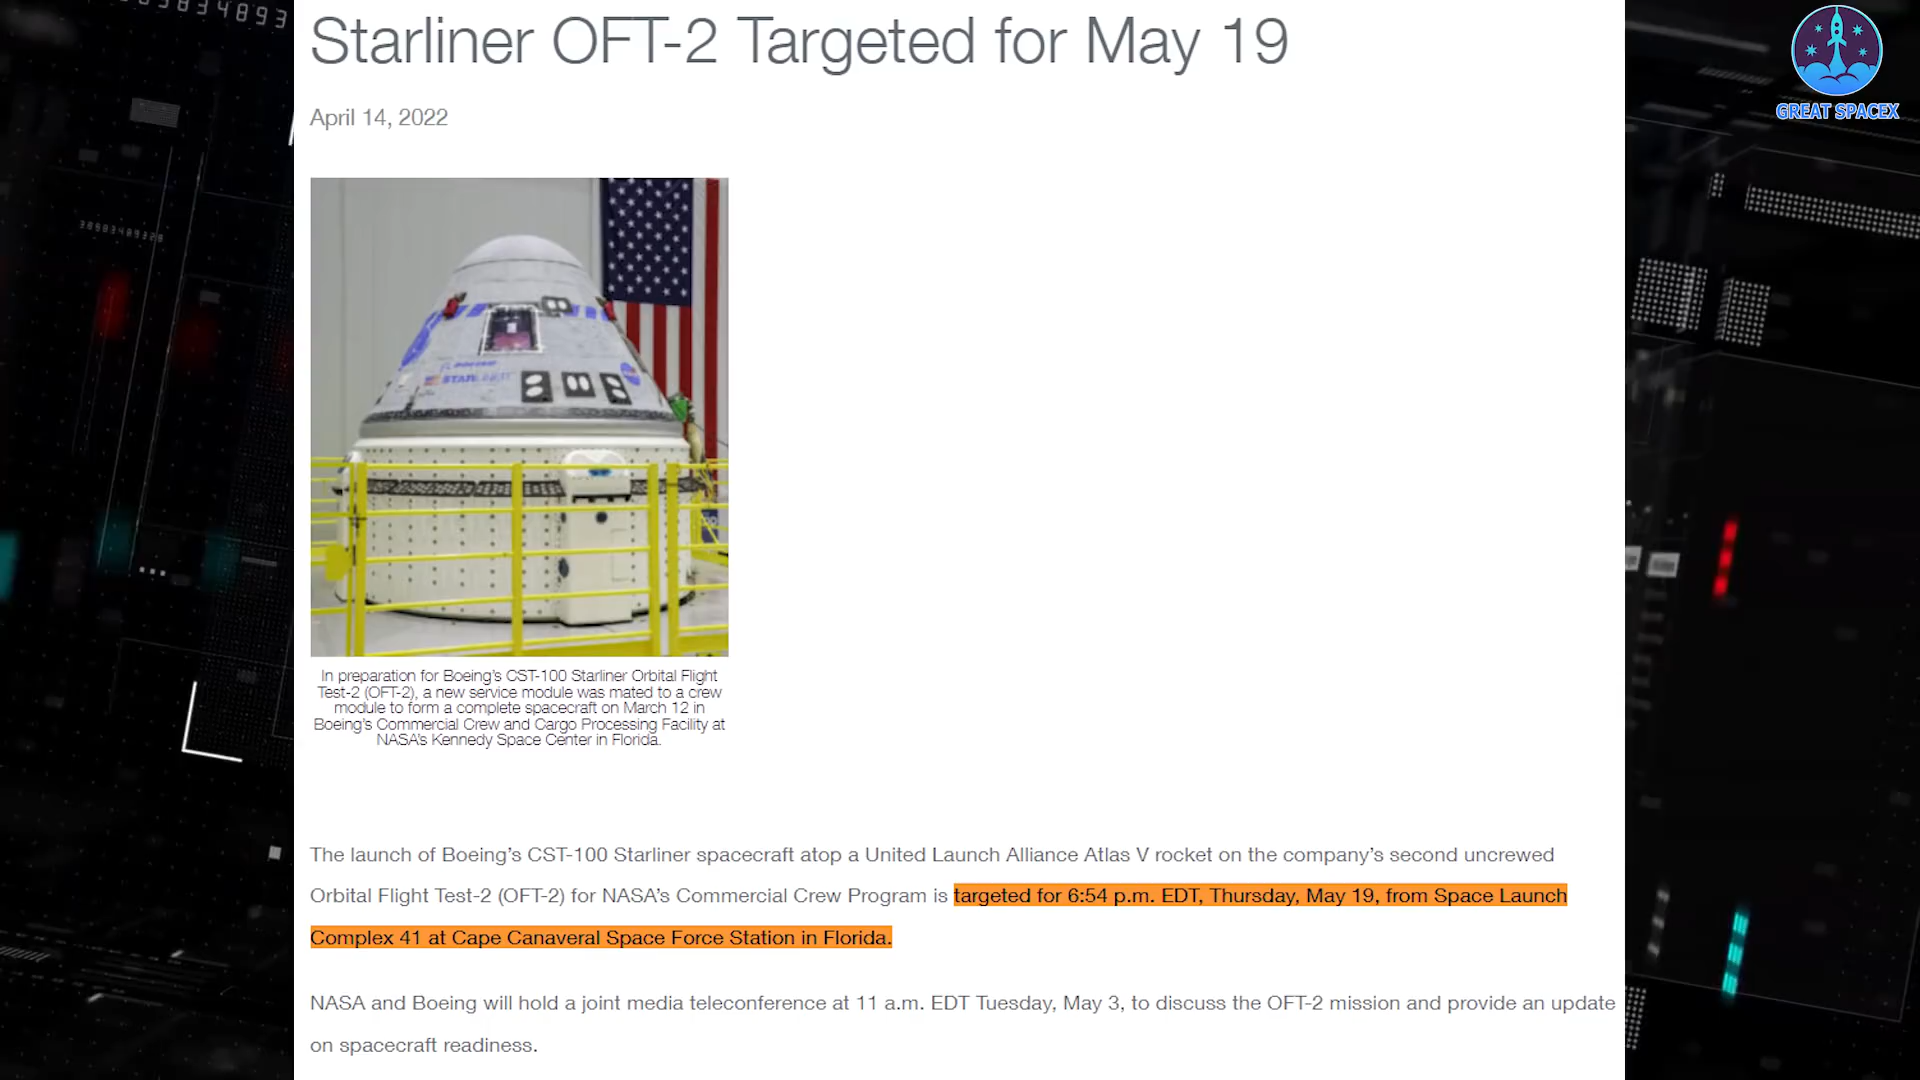 Starliner OFT-2 Targeted for May 19
GREAT SPACEX
April 14, 2022
In preparation for Boeing's CST-100 Starliner Orbital Flight
Test-2 (OFT-2), a new service module was mated to a crew
module to form a complete spacecraft on March 12 in
Boeing's Commercial Crew and Cargo Processing Facility at
NASA's Kennedy Space Center in Florida.
The launch of Boeing's CST-100 Starliner spacecraft atop a United Launch Alliance Atlas V rocket on the company's second uncrewed
Orbital Flight Test-2 (OFT-2) for NASA's Commercial Crew Program is targeted for 6:54 p.m. EDT, Thursday, May 19, from Space Launch
Complex 41 at Cape Canaveral Space Force Station in Florida.
NASA and Boeing will hold a joint media teleconference at 11 a.m. EDT Tuesday, May 3, to discuss the OFT-2 mission and provide an update
on spacecraft readiness.